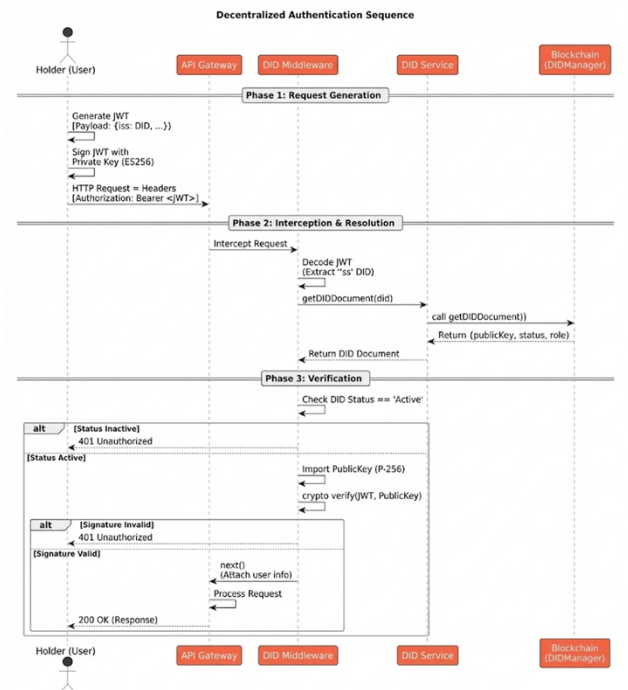 Decentralized Authentication Sequence
Holder (User)
API Gateway
DID Middleware
DID Service
Blockchain
(DIDManager)
Phase 1: Request Generation
Generate JWT
[Payload: {iss: DID, ...})
Sign JWT with
Private Key (ES256)
HTTP Request = Headers
[Authorization: Bearer <JWT>]
Phase 2: Interception & Resolution
Intercept Request
Decode JWT
(Extract "ss' DID)
getDIDDocument(did)
call getDIDDocument))
Return (publicKey, status, role)
Return DID Document
Phase 3: Verification
Check DID Status == 'Active'
alt
[Status Inactive]
401 Unauthorized
[Status Active]
Import PublicKey (P-256)
crypto verify(JWT, PublicKey)
alt
[Signature Invalid]
401 Unauthorized
[Signature Valid]
next()
(Attach user info)
Process Request
200 OK (Response)
Holder (User)
API Gateway
DID Middleware
DID Service
Blockchain
(DIDManager)